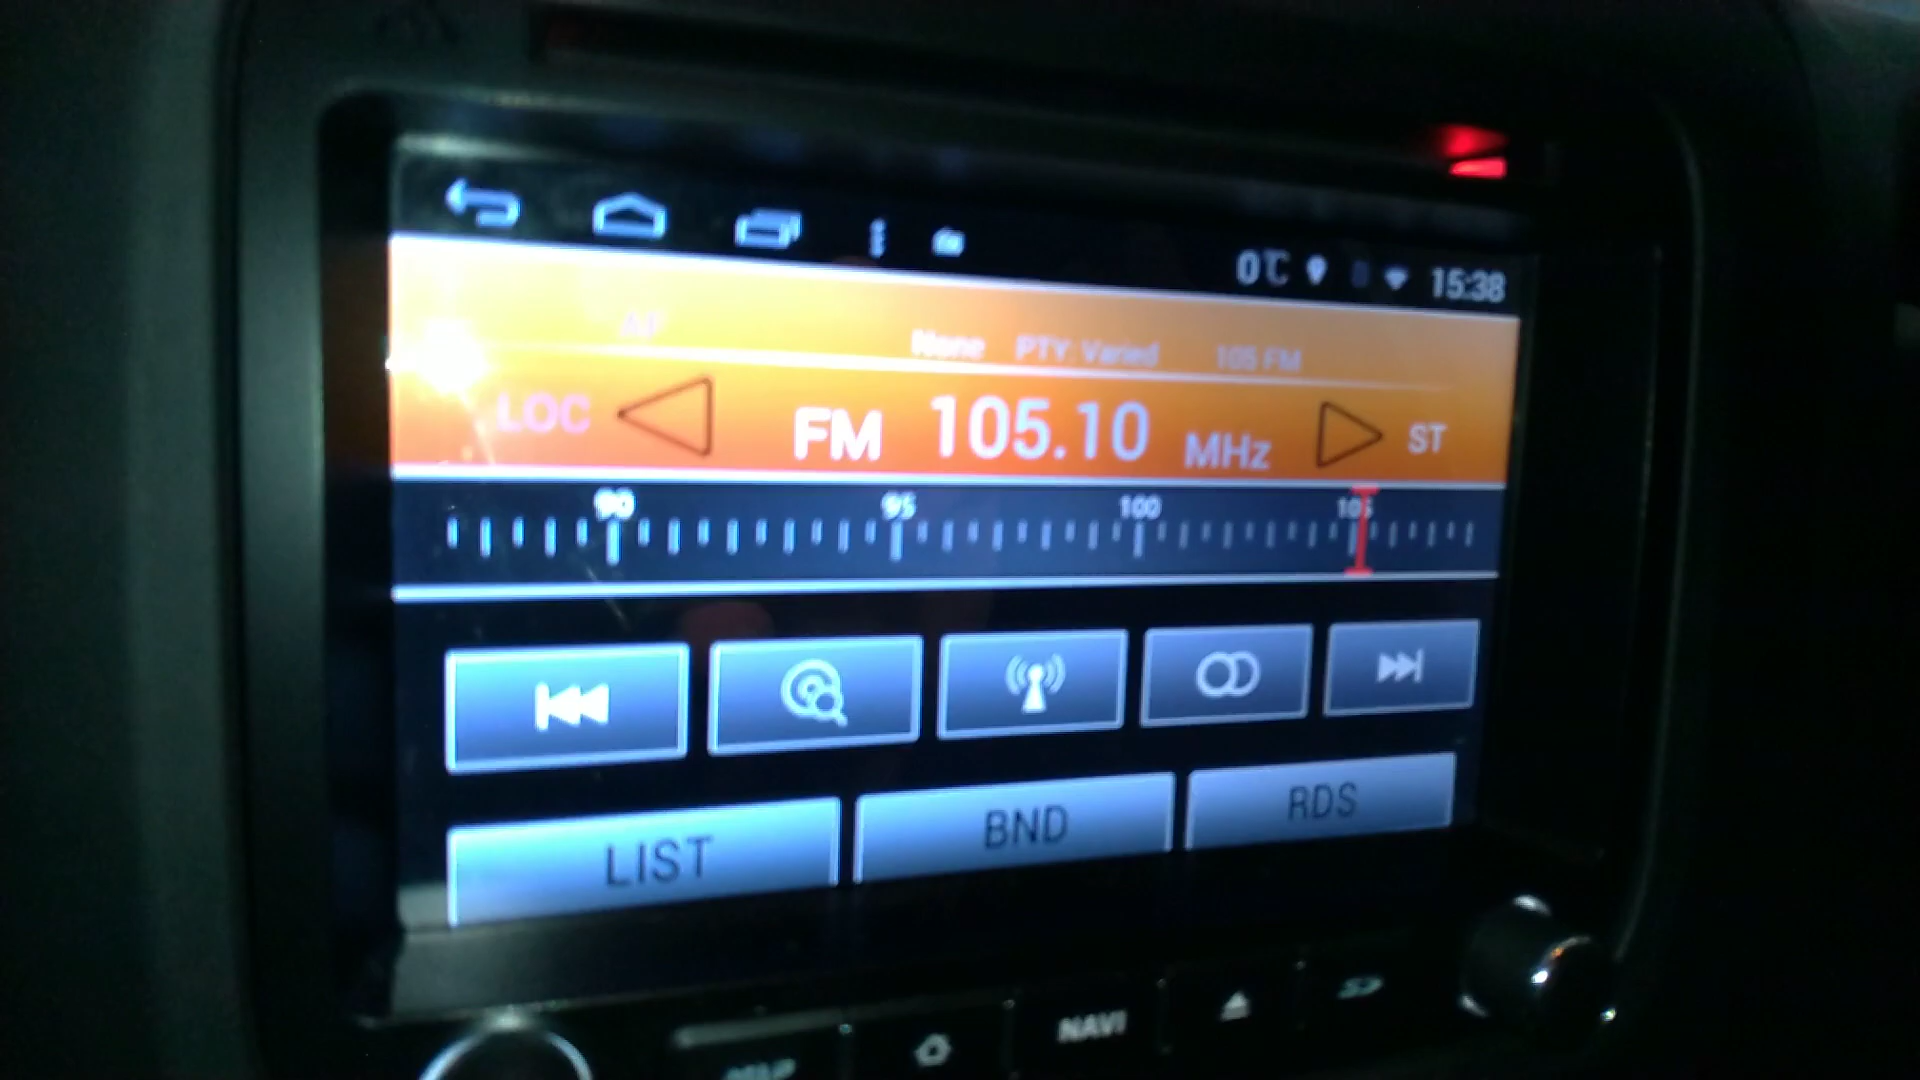 0°C 15:38
AF
None PTY: Varied 105 FM
LOC FM 105.10 MHz ST
90 95 100 105
LIST BND RDS
NAVI